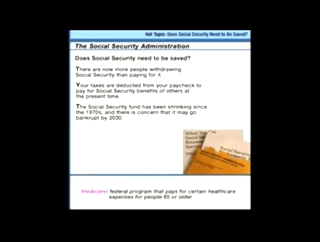 Hot Topic: Does Social Security Need to Be Saved?
The Social Security Administration
Does Social Security need to be saved?
There are now more people withdrawing
Social Security than paying for it.
Your taxes are deducted from your paycheck to
pay for Social Security benefits of others at
the present time.
The Social Security fund has been shrinking since
the 1970s, and there is concern that it may go
bankrupt by 2030.
Medicare: federal program that pays for certain healthcare
expenses for people 65 or older